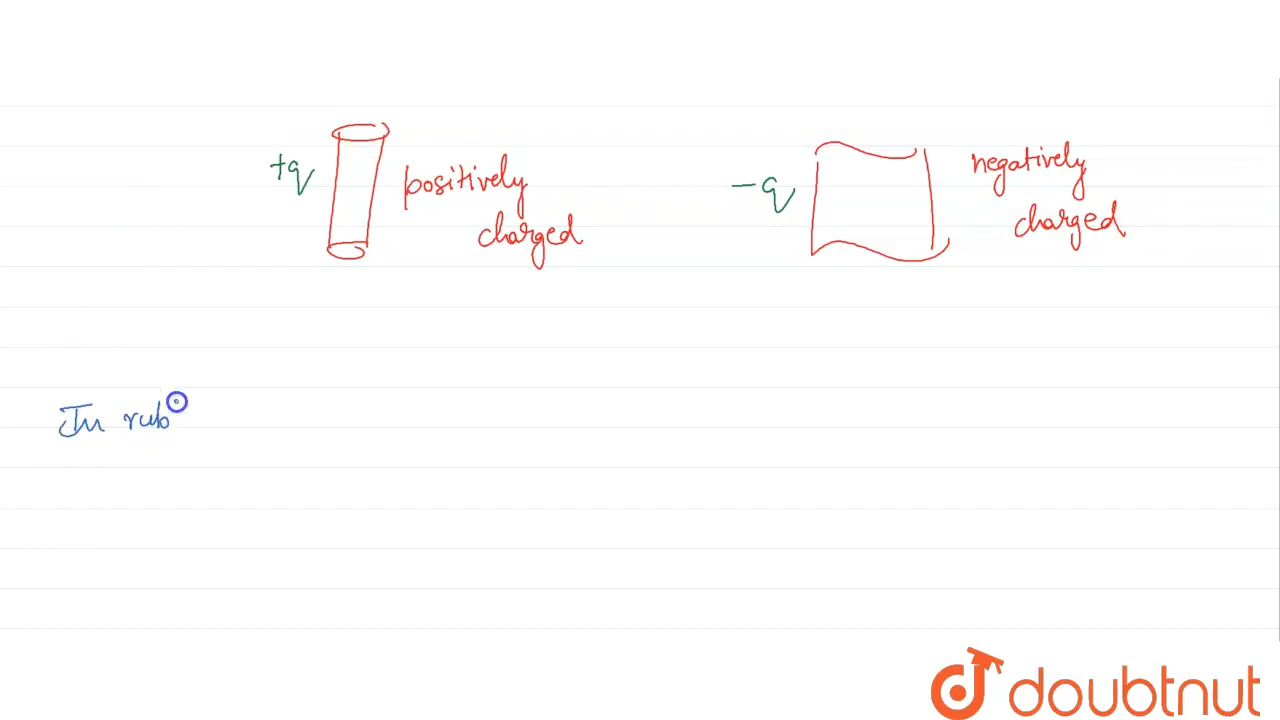 +q
positively
charged
-q
negatively
charged
In rub
doubtnut